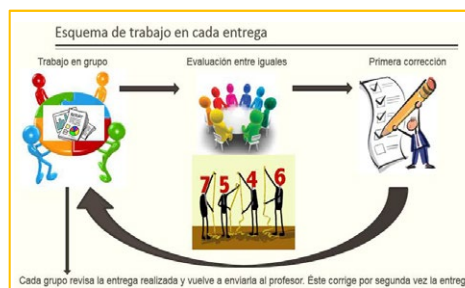 Esquema de trabajo en cada entrega
Trabajo en grupo
Evaluación entre iguales
Primera corrección
7 5 4 6
Cada grupo revisa la entrega realizada y vuelve a enviarla al profesor. Éste corrige por segunda vez la entreg